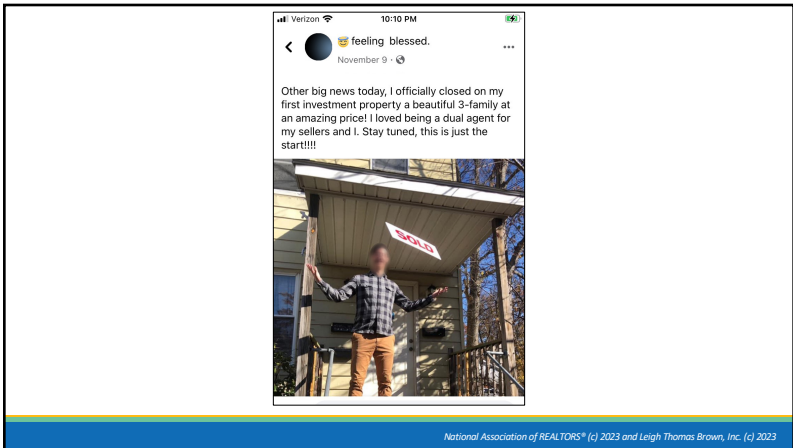 Verizon 10:10 PM
feeling blessed.
November 9 ·
Other big news today, I officially closed on my
first investment property a beautiful 3-family at
an amazing price! I loved being a dual agent for
my sellers and I. Stay tuned, this is just the
start!!!!
SOLD
National Association of REALTORS® (c) 2023 and Leigh Thomas Brown, Inc. (c) 2023